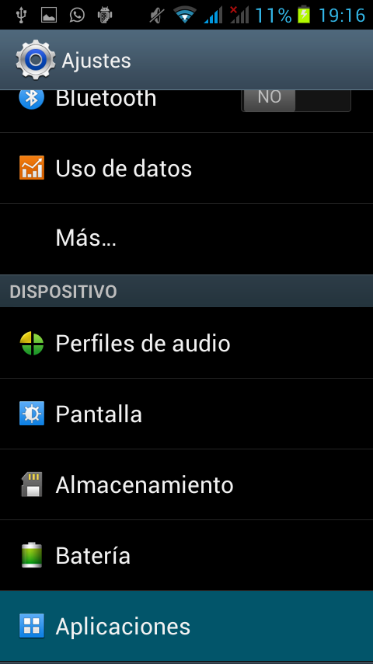 11% 19:16
Ajustes
Bluetooth NO
Uso de datos
Más...
DISPOSITIVO
Perfiles de audio
Pantalla
Almacenamiento
Batería
Aplicaciones